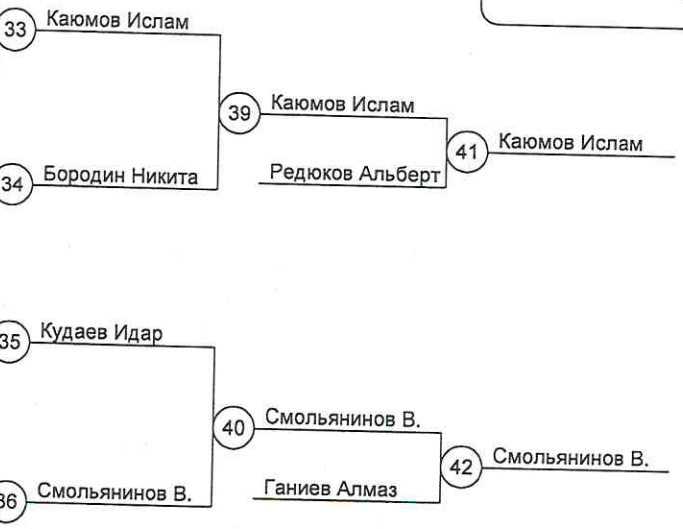 33 Каюмов Ислам
39 Каюмов Ислам
41 Каюмов Ислам
34 Бородин Никита
Редюков Альберт
35 Кудаев Идар
40 Смольянинов В.
42 Смольянинов В.
36 Смольянинов В.
Ганиев Алмаз